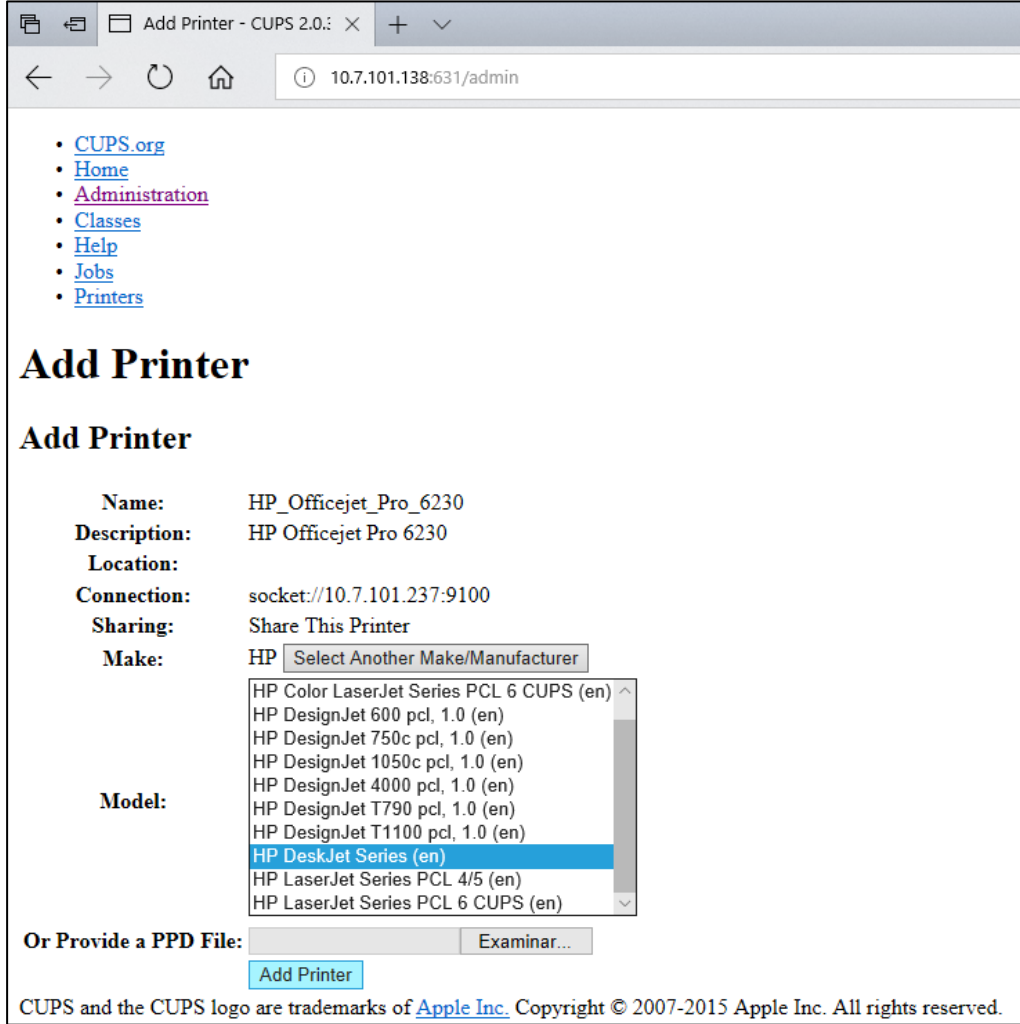 Add Printer - CUPS 2.0.:
10.7.101.138:631/admin
• CUPS.org
• Home
• Administration
• Classes
• Help
• Jobs
• Printers
Add Printer
Add Printer
Name: HP_Officejet_Pro_6230
Description: HP Officejet Pro 6230
Location:
Connection: socket://10.7.101.237:9100
Sharing: Share This Printer
Make: HP Select Another Make/Manufacturer
Model:
HP Color LaserJet Series PCL 6 CUPS (en)
HP DesignJet 600 pcl, 1.0 (en)
HP DesignJet 750c pcl, 1.0 (en)
HP DesignJet 1050c pcl, 1.0 (en)
HP DesignJet 4000 pcl, 1.0 (en)
HP DesignJet T790 pcl, 1.0 (en)
HP DesignJet T1100 pcl, 1.0 (en)
HP DeskJet Series (en)
HP LaserJet Series PCL 4/5 (en)
HP LaserJet Series PCL 6 CUPS (en)
Or Provide a PPD File: Examinar...
Add Printer
CUPS and the CUPS logo are trademarks of Apple Inc. Copyright © 2007-2015 Apple Inc. All rights reserved.